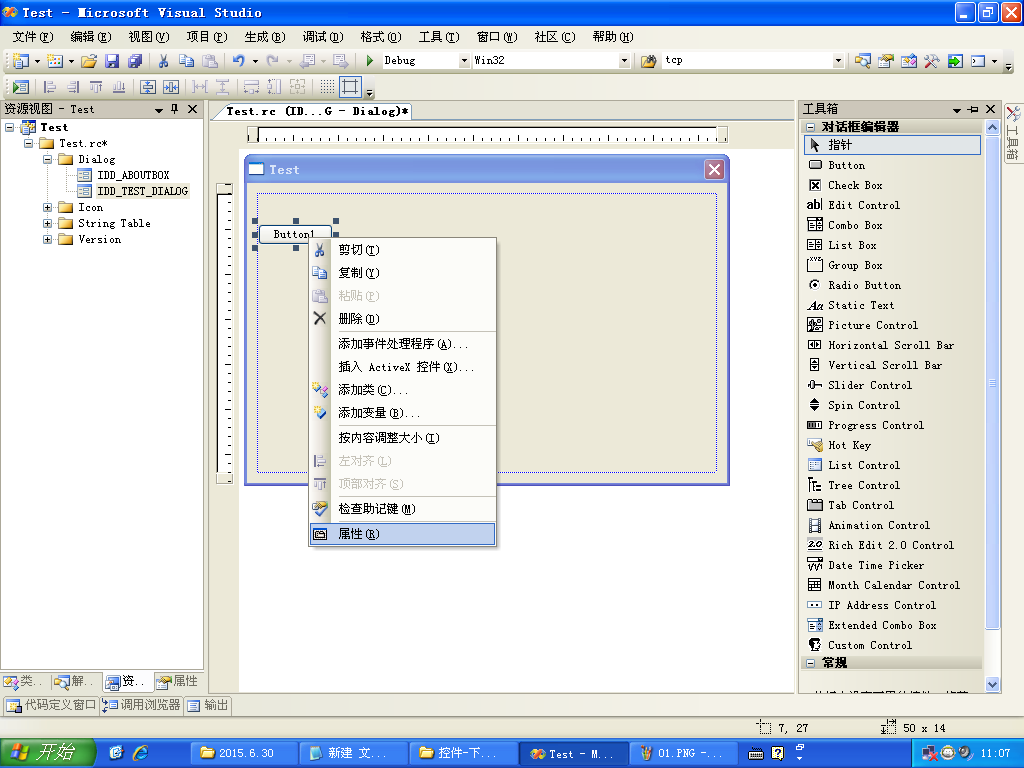 Test - Microsoft Visual Studio
文件(F) 编辑(E) 视图(V) 项目(P) 生成(B) 调试(D) 格式(O) 工具(T) 窗口(W) 社区(C) 帮助(H)
Debug Win32 tcp
资源视图 - Test
Test
Test.rc*
Dialog
IDD_ABOUTBOX
IDD_TEST_DIALOG
Icon
String Table
Version
Test.rc (ID...G - Dialog)*
Test
Button1
剪切(T)
复制(Y)
粘贴(P)
删除(D)
添加事件处理程序(A)...
插入 ActiveX 控件(X)...
添加类(C)...
添加变量(B)...
按内容调整大小(I)
左对齐(L)
顶部对齐(S)
检查助记键(M)
属性(R)
工具箱
对话框编辑器
指针
Button
Check Box
Edit Control
Combo Box
List Box
Group Box
Radio Button
Static Text
Picture Control
Horizontal Scroll Bar
Vertical Scroll Bar
Slider Control
Spin Control
Progress Control
Hot Key
List Control
Tree Control
Tab Control
Animation Control
Rich Edit 2.0 Control
Date Time Picker
Month Calendar Control
IP Address Control
Extended Combo Box
Custom Control
常规
工具箱
类.. 解.. 资.. 属性
代码定义窗口 调用浏览器 输出
7, 27 50 x 14
开始 2015.6.30 新建 文... 控件-下... Test - M... 01.PNG -... 11:07